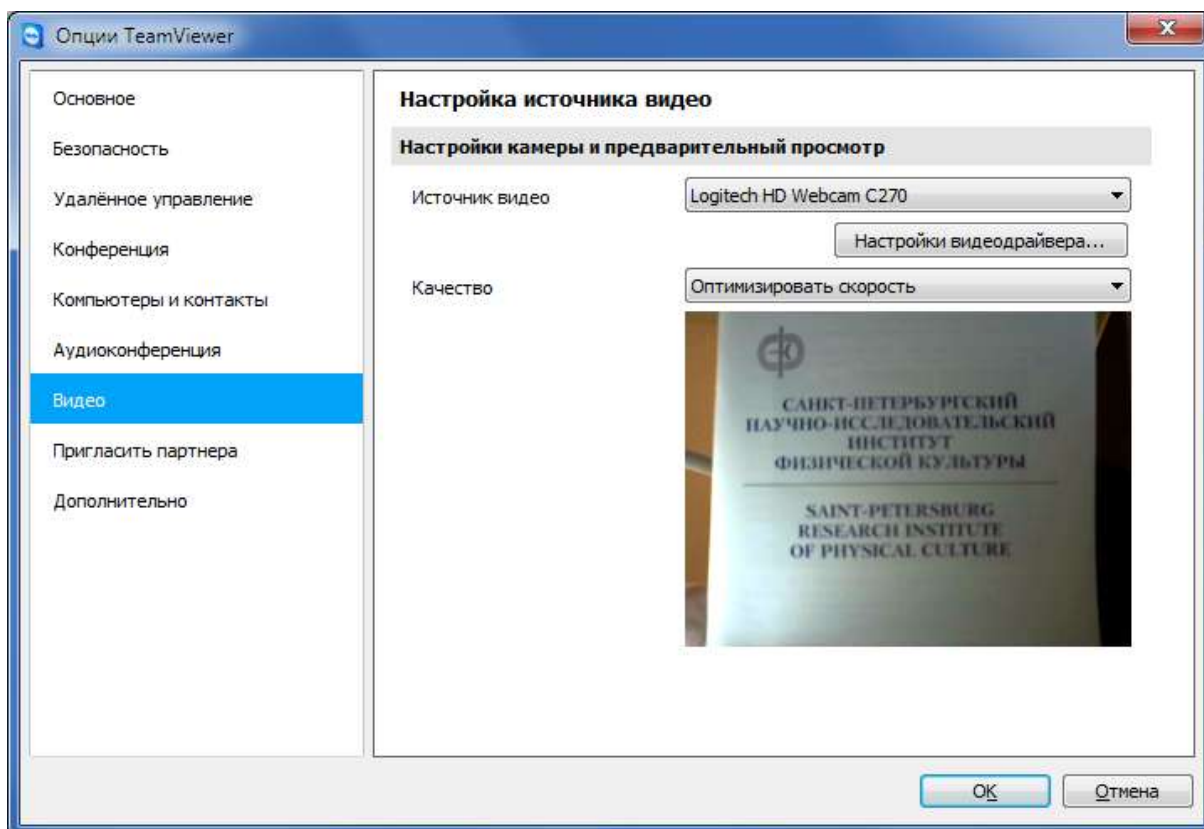 Опции TeamViewer
Основное
Безопасность
Удалённое управление
Конференция
Компьютеры и контакты
Аудиоконференция
Видео
Пригласить партнера
Дополнительно
Настройка источника видео
Настройки камеры и предварительный просмотр
Источник видео
Logitech HD Webcam C270
Настройки видеодрайвера...
Качество
Оптимизировать скорость
САНКТ-ПЕТЕРБУРГСКИЙ
НАУЧНО-ИССЛЕДОВАТЕЛЬСКИЙ
ИНСТИТУТ
ФИЗИЧЕСКОЙ КУЛЬТУРЫ
SAINT-PETERSBURG
RESEARCH INSTITUTE
OF PHYSICAL CULTURE
OK
Отмена